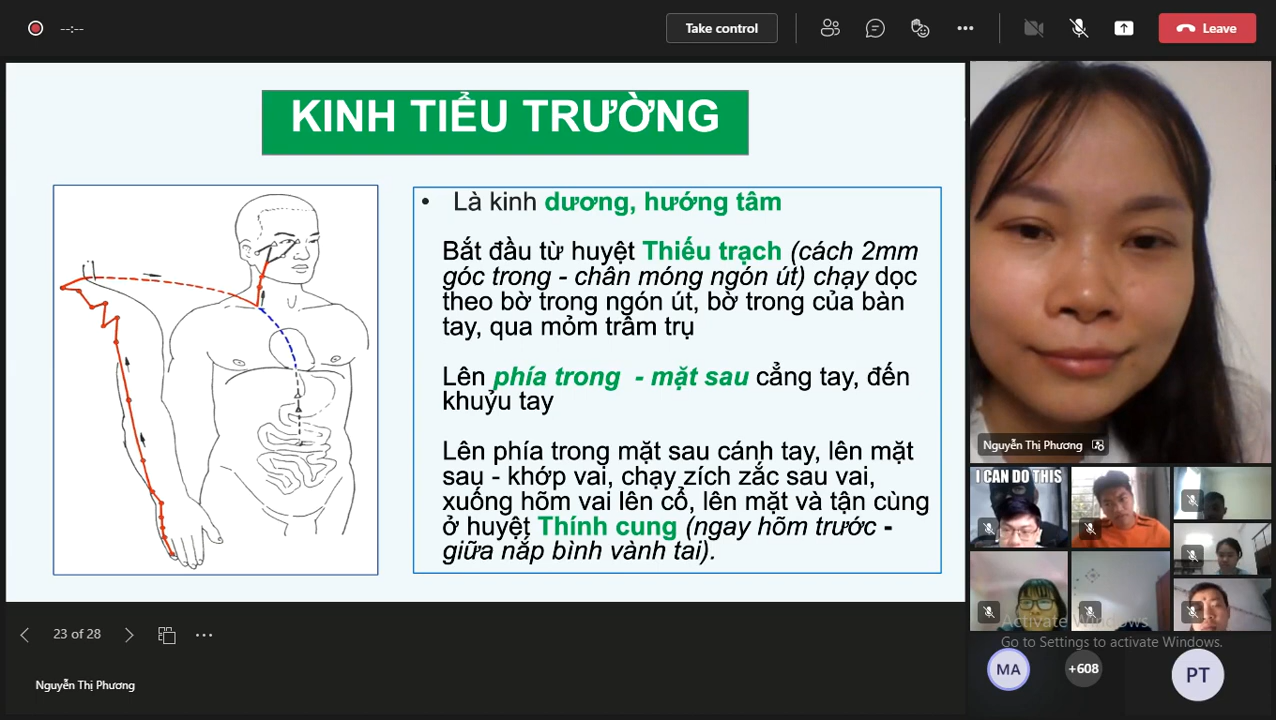 --:--
Take control
Leave
KINH TIỂU TRƯỜNG
• Là kinh dương, hướng tâm
Bắt đầu từ huyệt Thiếu trạch (cách 2mm
góc trong - chân móng ngón út) chạy dọc
theo bờ trong ngón út, bờ trong của bàn
tay, qua mỏm trâm trụ
Lên phía trong - mặt sau cẳng tay, đến
khuỷu tay
Lên phía trong mặt sau cánh tay, lên mặt
sau - khớp vai, chạy zích zắc sau vai,
xuống hõm vai lên cổ, lên mặt và tận cùng
ở huyệt Thính cung (ngay hõm trước -
giữa nắp bình vành tai).
Nguyễn Thị Phương
I CAN DO THIS
Activate Windows
Go to Settings to activate Windows.
23 of 28
MA
+608
PT
Nguyễn Thị Phương